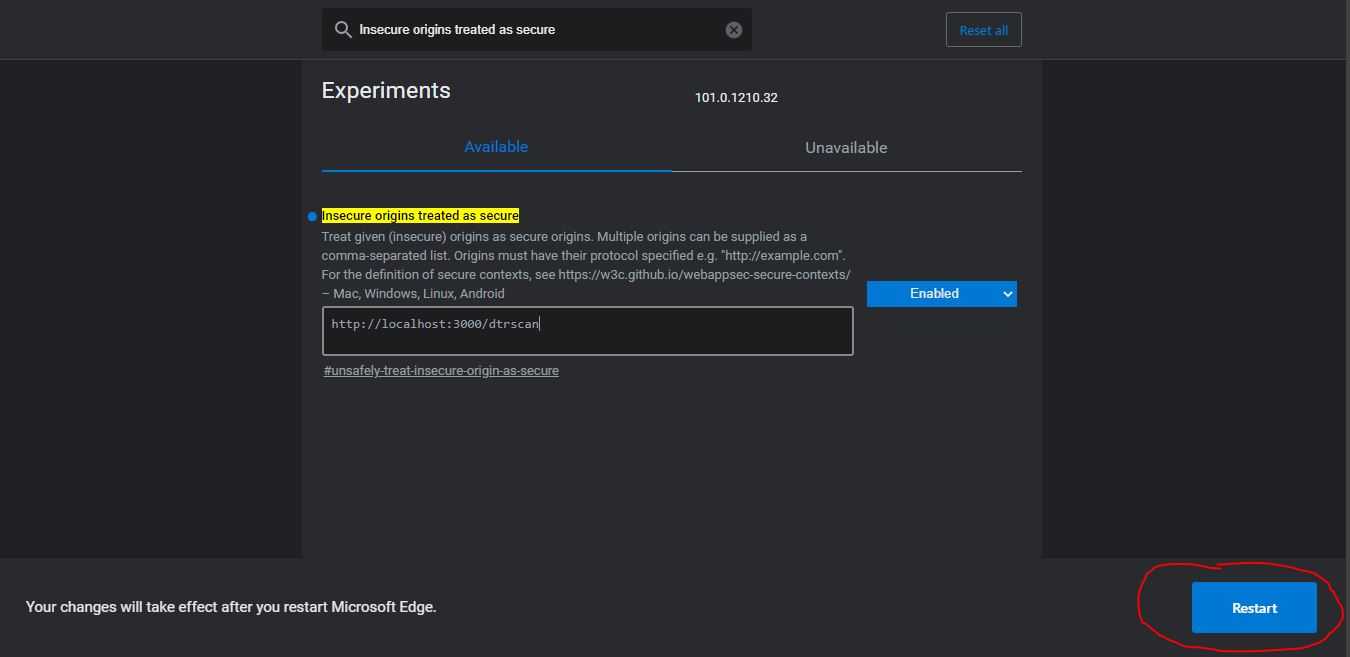 Insecure origins treated as secure
Reset all
Experiments
101.0.1210.32
Available
Unavailable
Insecure origins treated as secure
Treat given (insecure) origins as secure origins. Multiple origins can be supplied as a
comma-separated list. Origins must have their protocol specified e.g. "http://example.com".
For the definition of secure contexts, see https://w3c.github.io/webappsec-secure-contexts/
– Mac, Windows, Linux, Android
Enabled
http://localhost:3000/dtrscan
#unsafely-treat-insecure-origin-as-secure
Your changes will take effect after you restart Microsoft Edge.
Restart